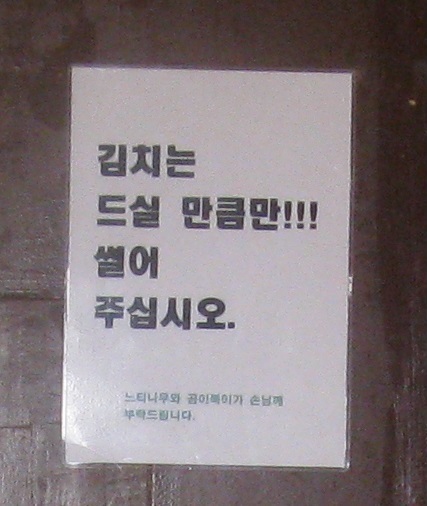 김치는
드실 만큼만!!!
썰어
주십시오.
느티나무와 곰이목이가 손님께
부탁드립니다.